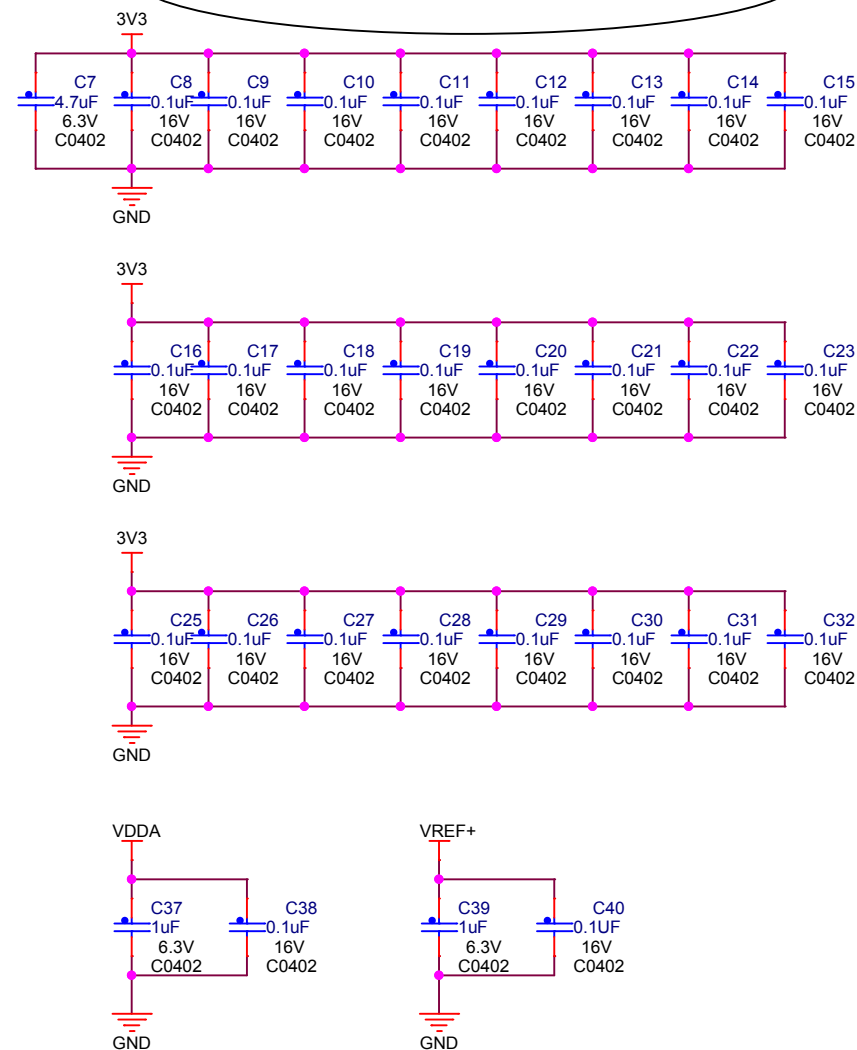 3V3
C7 C8 C9 C10 C11 C12 C13 C14 C15
4.7uF 0.1uF 0.1uF 0.1uF 0.1uF 0.1uF 0.1uF 0.1uF 0.1uF
6.3V 16V 16V 16V 16V 16V 16V 16V 16V
C0402 C0402 C0402 C0402 C0402 C0402 C0402 C0402 C0402
GND
3V3
C16 C17 C18 C19 C20 C21 C22 C23
0.1uF 0.1uF 0.1uF 0.1uF 0.1uF 0.1uF 0.1uF 0.1uF
16V 16V 16V 16V 16V 16V 16V 16V
C0402 C0402 C0402 C0402 C0402 C0402 C0402 C0402
GND
3V3
C25 C26 C27 C28 C29 C30 C31 C32
0.1uF 0.1uF 0.1uF 0.1uF 0.1uF 0.1uF 0.1uF 0.1uF
16V 16V 16V 16V 16V 16V 16V 16V
C0402 C0402 C0402 C0402 C0402 C0402 C0402 C0402
GND
VDDA VREF+
C37 C38 C39 C40
1uF 0.1uF 1uF 0.1UF
6.3V 16V 6.3V 16V
C0402 C0402 C0402 C0402
GND GND